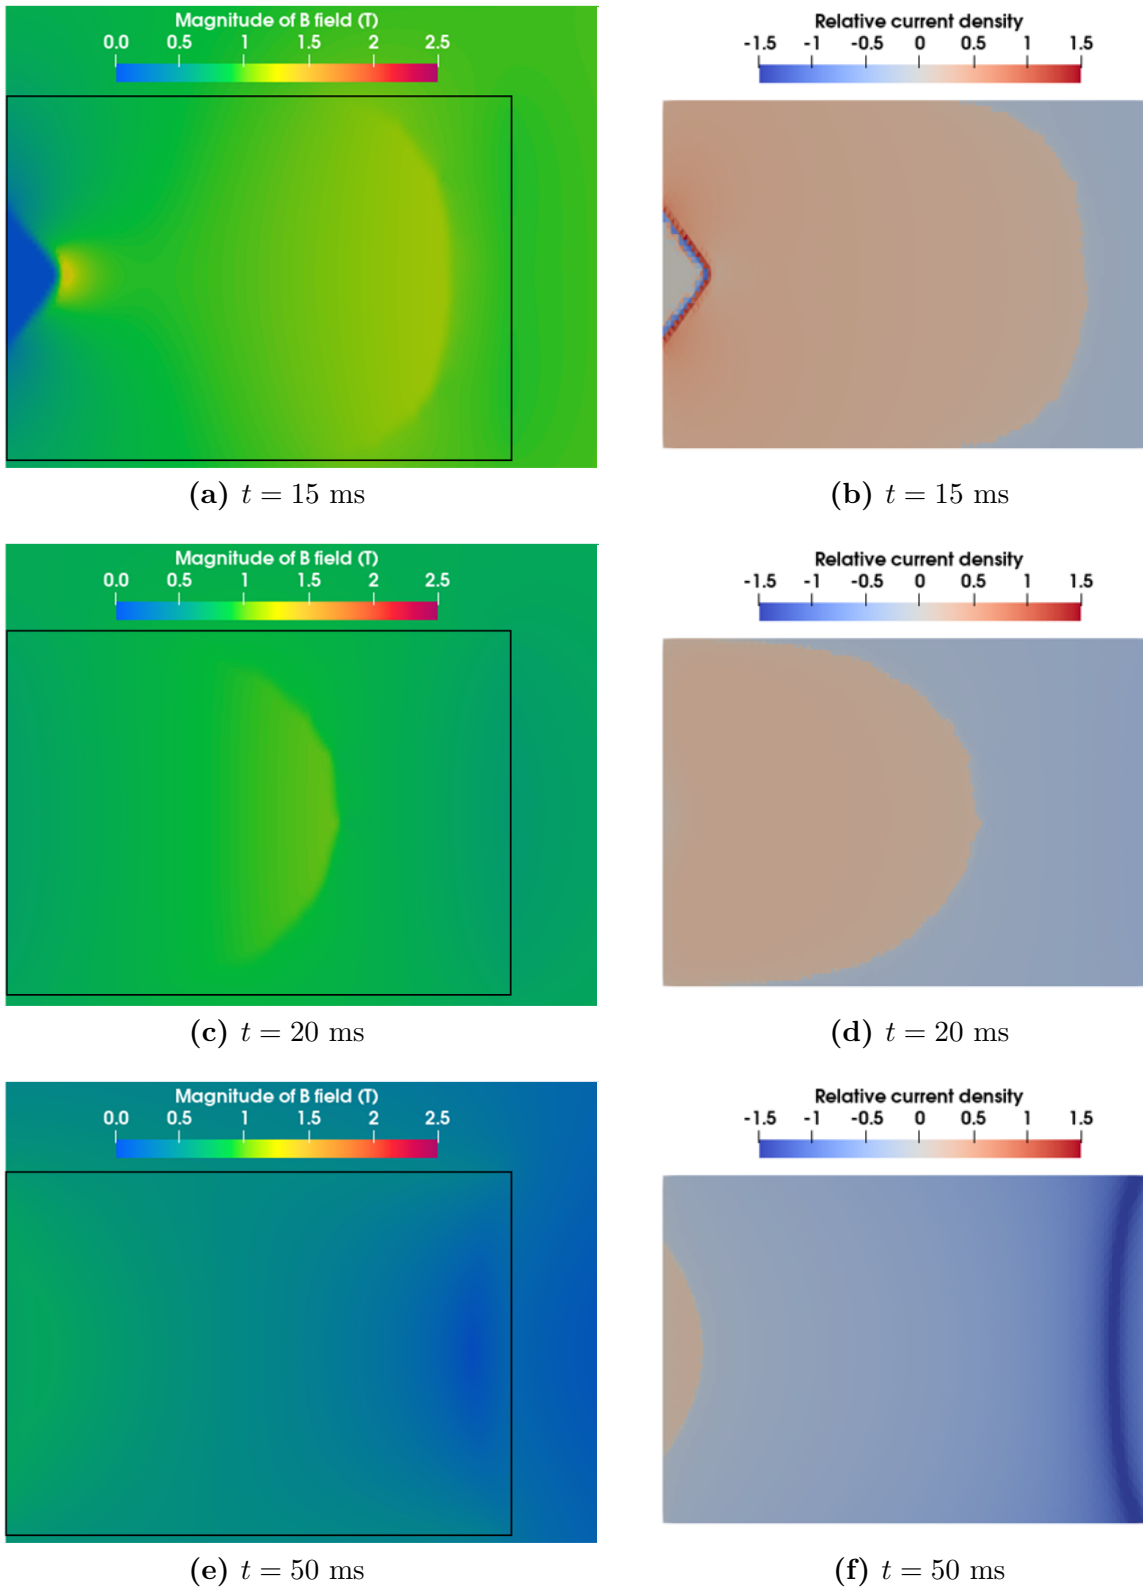 Magnitude of B field (T)
0.0 0.5 1 1.5 2 2.5
Relative current density
-1.5 -1 -0.5 0 0.5 1 1.5
(a) t = 15 ms
(b) t = 15 ms
Magnitude of B field (T)
0.0 0.5 1 1.5 2 2.5
Relative current density
-1.5 -1 -0.5 0 0.5 1 1.5
(c) t = 20 ms
(d) t = 20 ms
Magnitude of B field (T)
0.0 0.5 1 1.5 2 2.5
Relative current density
-1.5 -1 -0.5 0 0.5 1 1.5
(e) t = 50 ms
(f) t = 50 ms